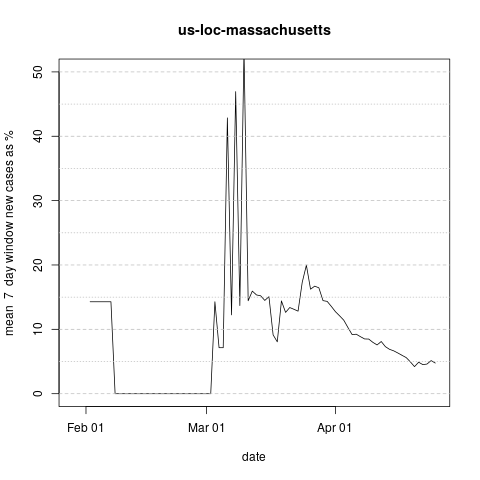 us-loc-massachusetts
mean 7 day window new cases as %
50
40
30
20
10
0
Feb 01
Mar 01
Apr 01
date